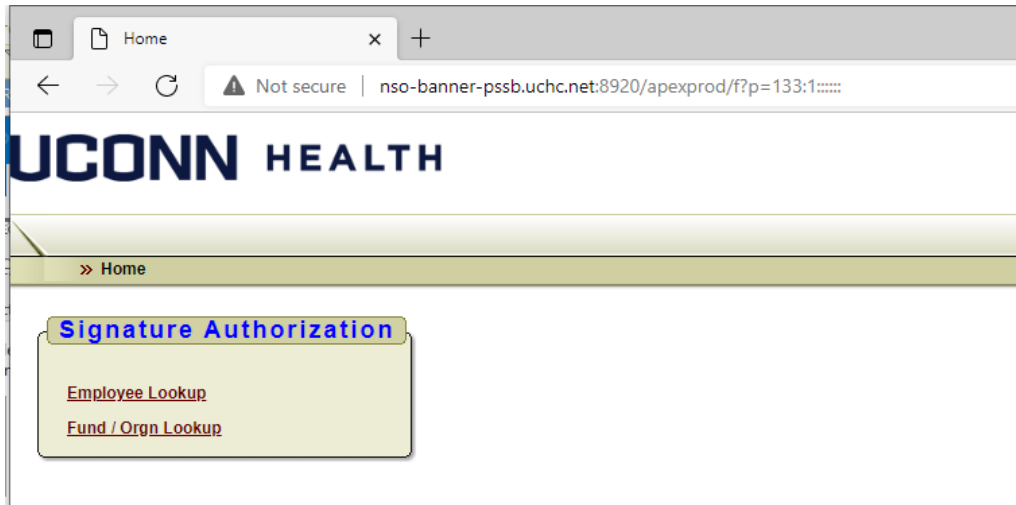 Home
Not secure | nso-banner-pssb.uchc.net:8920/apexprod/f?p=133:1::::::
UCONN HEALTH
» Home
Signature Authorization
Employee Lookup
Fund / Orgn Lookup